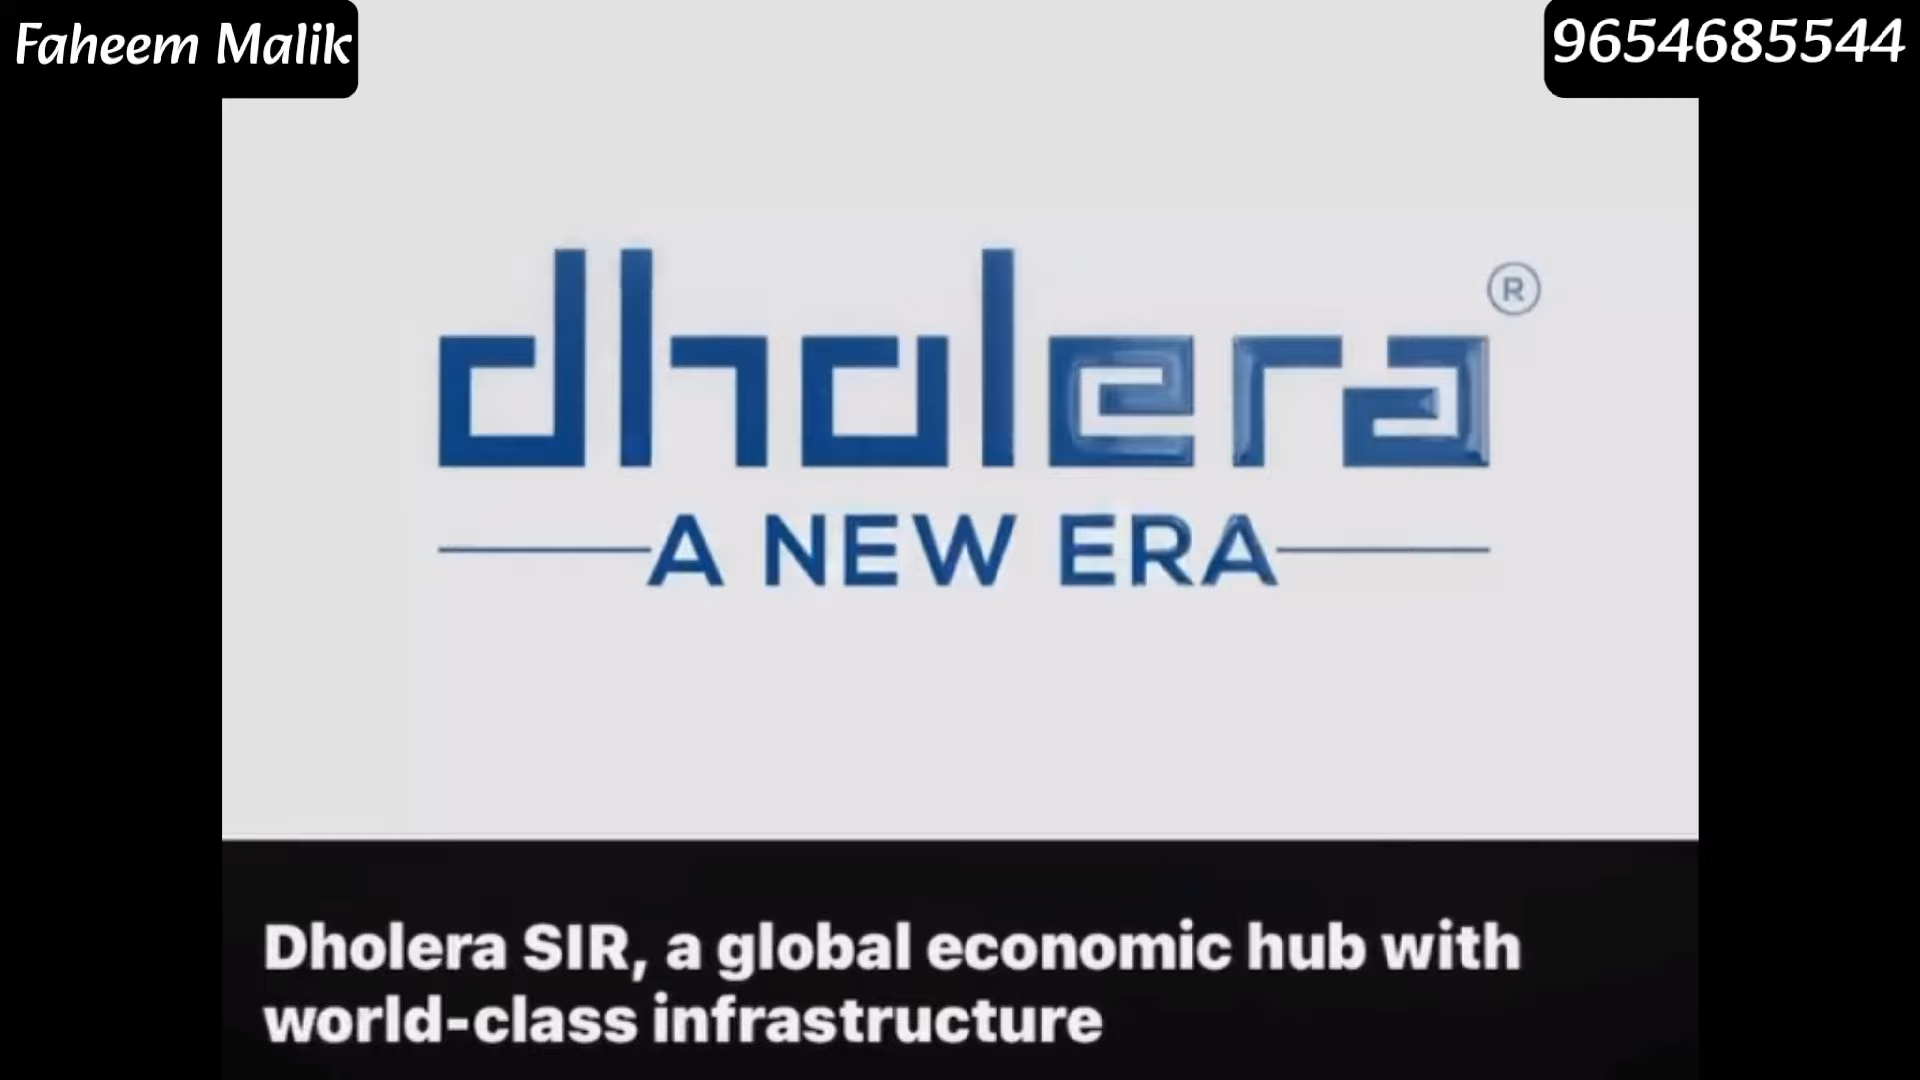 Faheem Malik
9654685544
dholera
®
A NEW ERA
Dholera SIR, a global economic hub with
world-class infrastructure